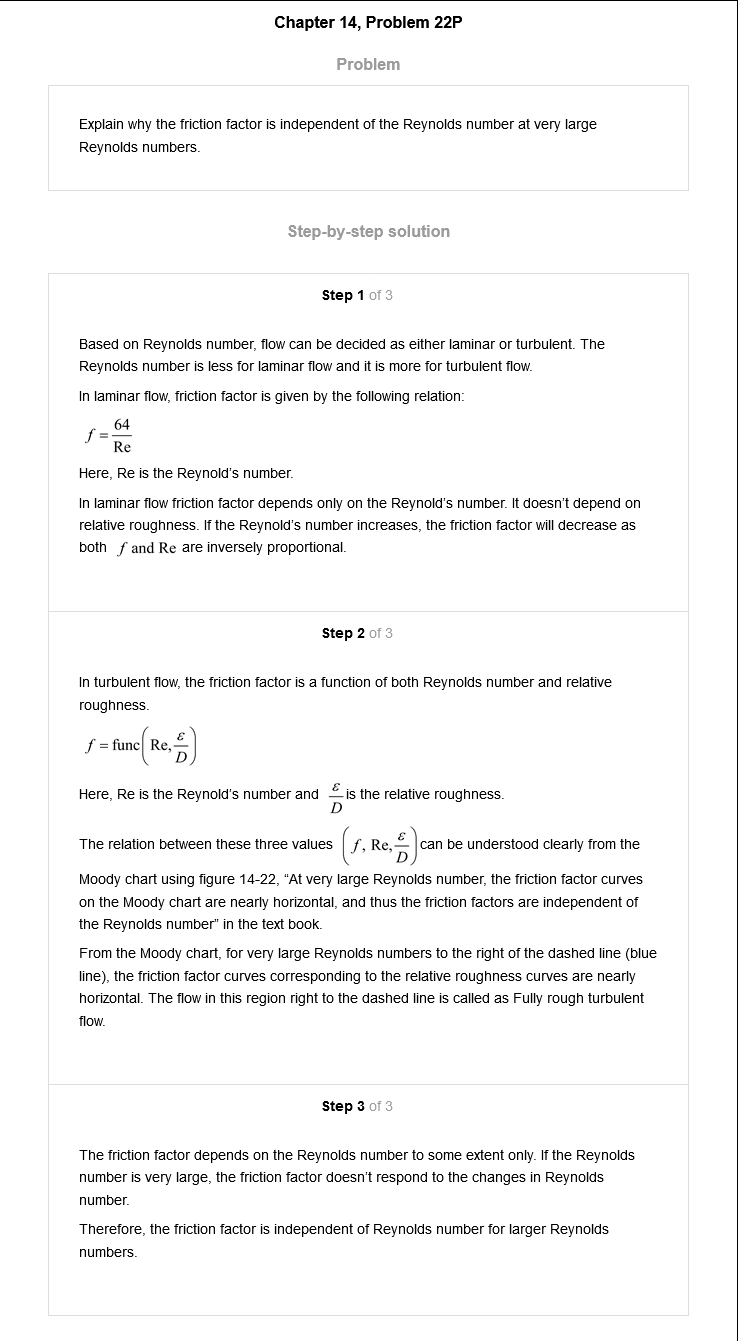 Chapter 14, Problem 22P
Problem
Explain why the friction factor is independent of the Reynolds number at very large
Reynolds numbers.
Step-by-step solution
Step 1 of 3
Based on Reynolds number, flow can be decided as either laminar or turbulent. The
Reynolds number is less for laminar flow and it is more for turbulent flow.
In laminar flow, friction factor is given by the following relation:
f = 64/Re
Here, Re is the Reynold's number.
In laminar flow friction factor depends only on the Reynold's number. It doesn't depend on
relative roughness. If the Reynold's number increases, the friction factor will decrease as
both f and Re are inversely proportional.
Step 2 of 3
In turbulent flow, the friction factor is a function of both Reynolds number and relative
roughness.
f = func(Re, ε/D)
Here, Re is the Reynold's number and ε/D is the relative roughness.
The relation between these three values (f, Re, ε/D) can be understood clearly from the
Moody chart using figure 14-22, “At very large Reynolds number, the friction factor curves
on the Moody chart are nearly horizontal, and thus the friction factors are independent of
the Reynolds number” in the text book.
From the Moody chart, for very large Reynolds numbers to the right of the dashed line (blue
line), the friction factor curves corresponding to the relative roughness curves are nearly
horizontal. The flow in this region right to the dashed line is called as Fully rough turbulent
flow.
Step 3 of 3
The friction factor depends on the Reynolds number to some extent only. If the Reynolds
number is very large, the friction factor doesn't respond to the changes in Reynolds
number.
Therefore, the friction factor is independent of Reynolds number for larger Reynolds
numbers.